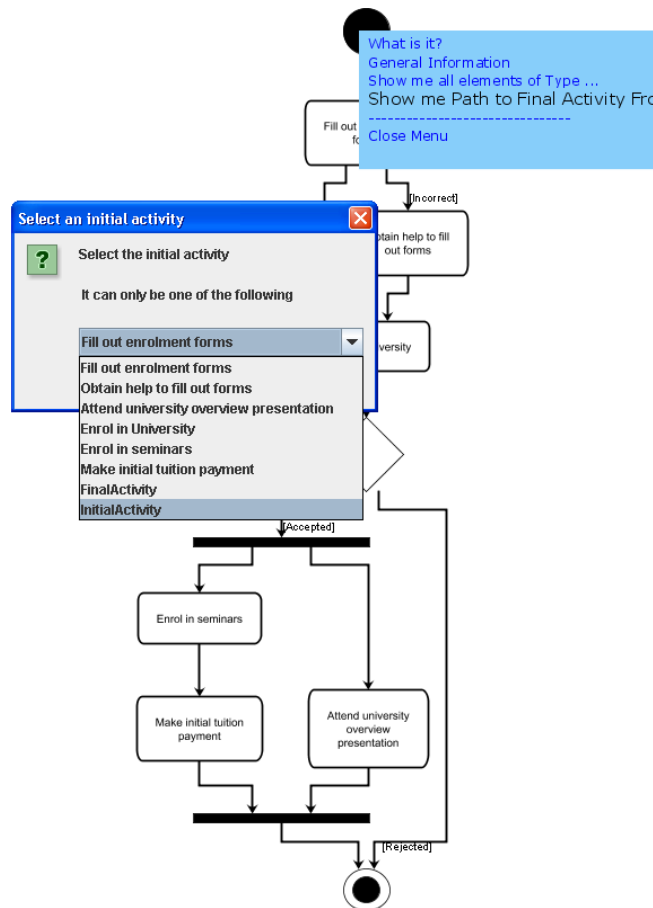 What is it?
General Information
Show me all elements of Type ...
Show me Path to Final Activity Fro
--------------------------------
Close Menu
Fill out
fo
[Incorrect]
btain help to fill
out forms
versity
Select an initial activity
?
Select the initial activity
It can only be one of the following
Fill out enrolment forms
Fill out enrolment forms
Obtain help to fill out forms
Attend university overview presentation
Enrol in University
Enrol in seminars
Make initial tuition payment
FinalActivity
InitialActivity
[Accepted]
Enrol in seminars
Make initial tuition
payment
Attend university
overview
presentation
[Rejected]